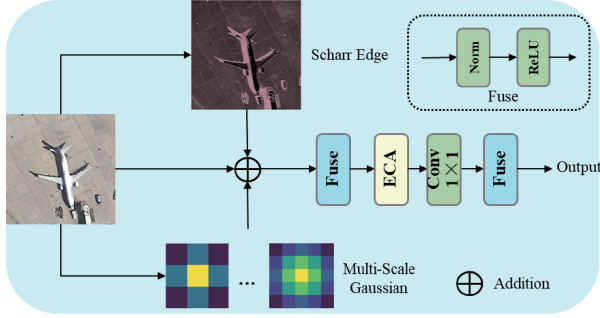 Scharr Edge
Norm
ReLU
Fuse
Fuse
ECA
Conv
1×1
Fuse
Output
...
Multi-Scale
Gaussian
Addition